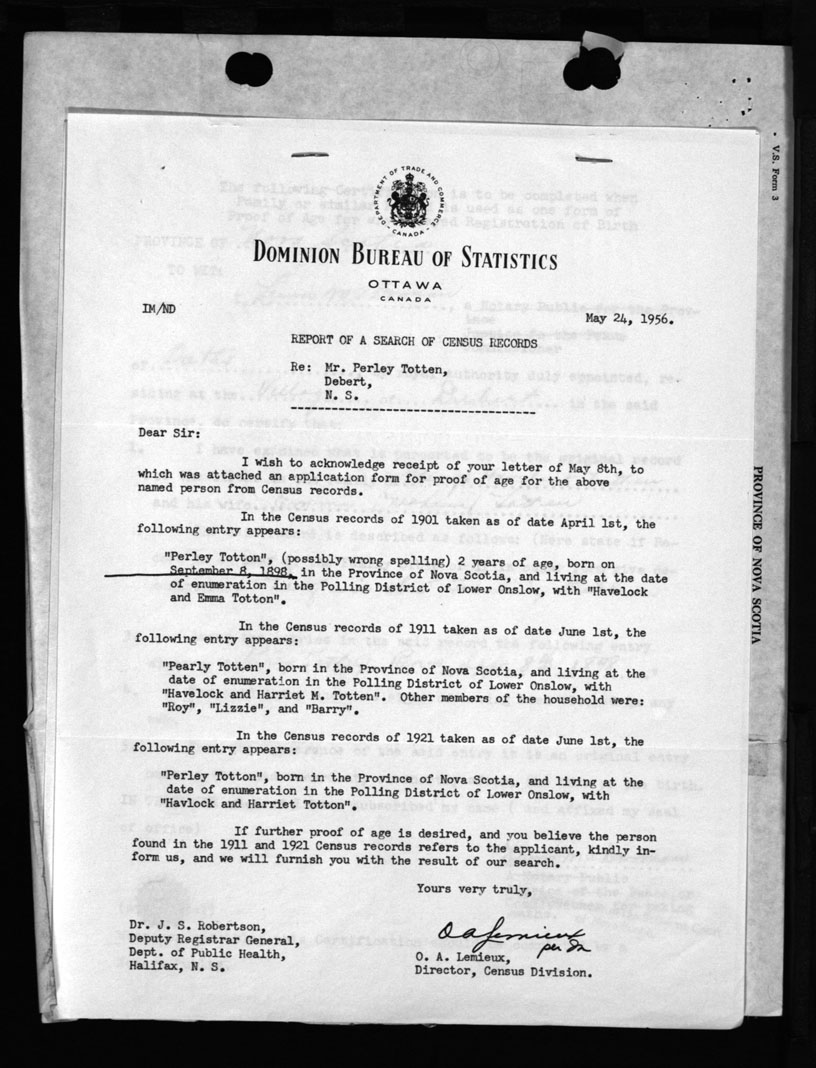 V.S. Form 3
PROVINCE OF NOVA SCOTIA
DEPARTMENT OF TRADE AND COMMERCE
CANADA
DOMINION BUREAU OF STATISTICS
OTTAWA
CANADA
IM/ND
May 24, 1956.
REPORT OF A SEARCH OF CENSUS RECORDS
Re: Mr. Perley Totten,
Debert,
N. S.
Dear Sir:
I wish to acknowledge receipt of your letter of May 8th, to
which was attached an application form for proof of age for the above
named person from Census records.
In the Census records of 1901 taken as of date April 1st, the
following entry appears:
"Perley Totton", (possibly wrong spelling) 2 years of age, born on
September 8, 1898, in the Province of Nova Scotia, and living at the date
of enumeration in the Polling District of Lower Onslow, with "Havelock
and Emma Totton".
In the Census records of 1911 taken as of date June 1st, the
following entry appears:
"Pearly Totten", born in the Province of Nova Scotia, and living at the
date of enumeration in the Polling District of Lower Onslow, with
"Havelock and Harriet M. Totten". Other members of the household were:
"Roy", "Lizzie", and "Barry".
In the Census records of 1921 taken as of date June 1st, the
following entry appears:
"Perley Totton", born in the Province of Nova Scotia, and living at the
date of enumeration in the Polling District of Lower Onslow, with
"Havlock and Harriet Totton".
If further proof of age is desired, and you believe the person
found in the 1911 and 1921 Census records refers to the applicant, kindly in-
form us, and we will furnish you with the result of our search.
Yours very truly,
O A Lemieux
per
O. A. Lemieux,
Director, Census Division.
Dr. J. S. Robertson,
Deputy Registrar General,
Dept. of Public Health,
Halifax, N. S.